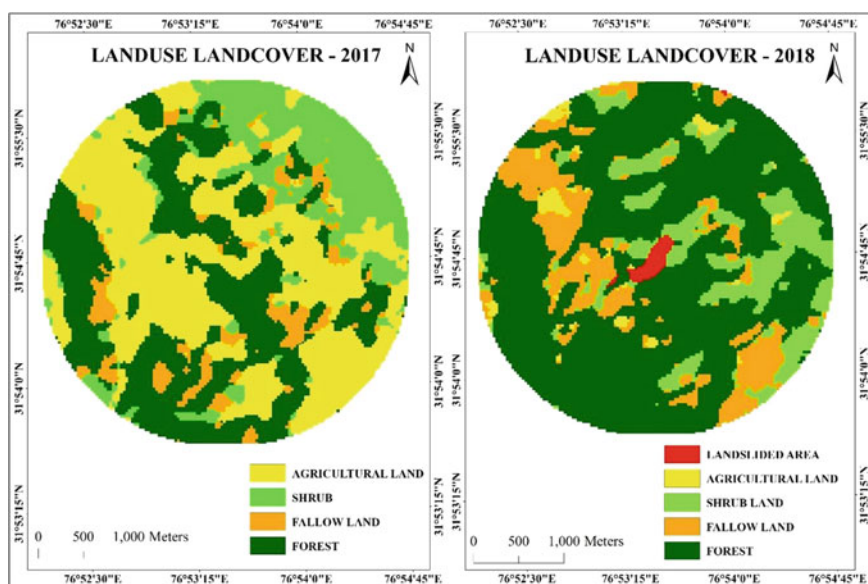 76°52'30"E 76°53'15"E 76°54'0"E 76°54'45"E
LANDUSE LANDCOVER - 2017
N
31°55'30"N
31°54'45"N
31°54'0"N
31°53'15"N
31°55'30"N
31°54'45"N
31°54'0"N
31°53'15"N
AGRICULTURAL LAND
SHRUB
FALLOW LAND
FOREST
0 500 1,000 Meters
76°52'30"E 76°53'15"E 76°54'0"E 76°54'45"E
76°52'30"E 76°53'15"E 76°54'0"E 76°54'45"E
LANDUSE LANDCOVER - 2018
N
31°55'30"N
31°54'45"N
31°54'0"N
31°53'15"N
LANDSLIDED AREA
AGRICULTURAL LAND
SHRUB LAND
FALLOW LAND
FOREST
0 500 1,000 Meters
76°52'30"E 76°53'15"E 76°54'0"E 76°54'45"E